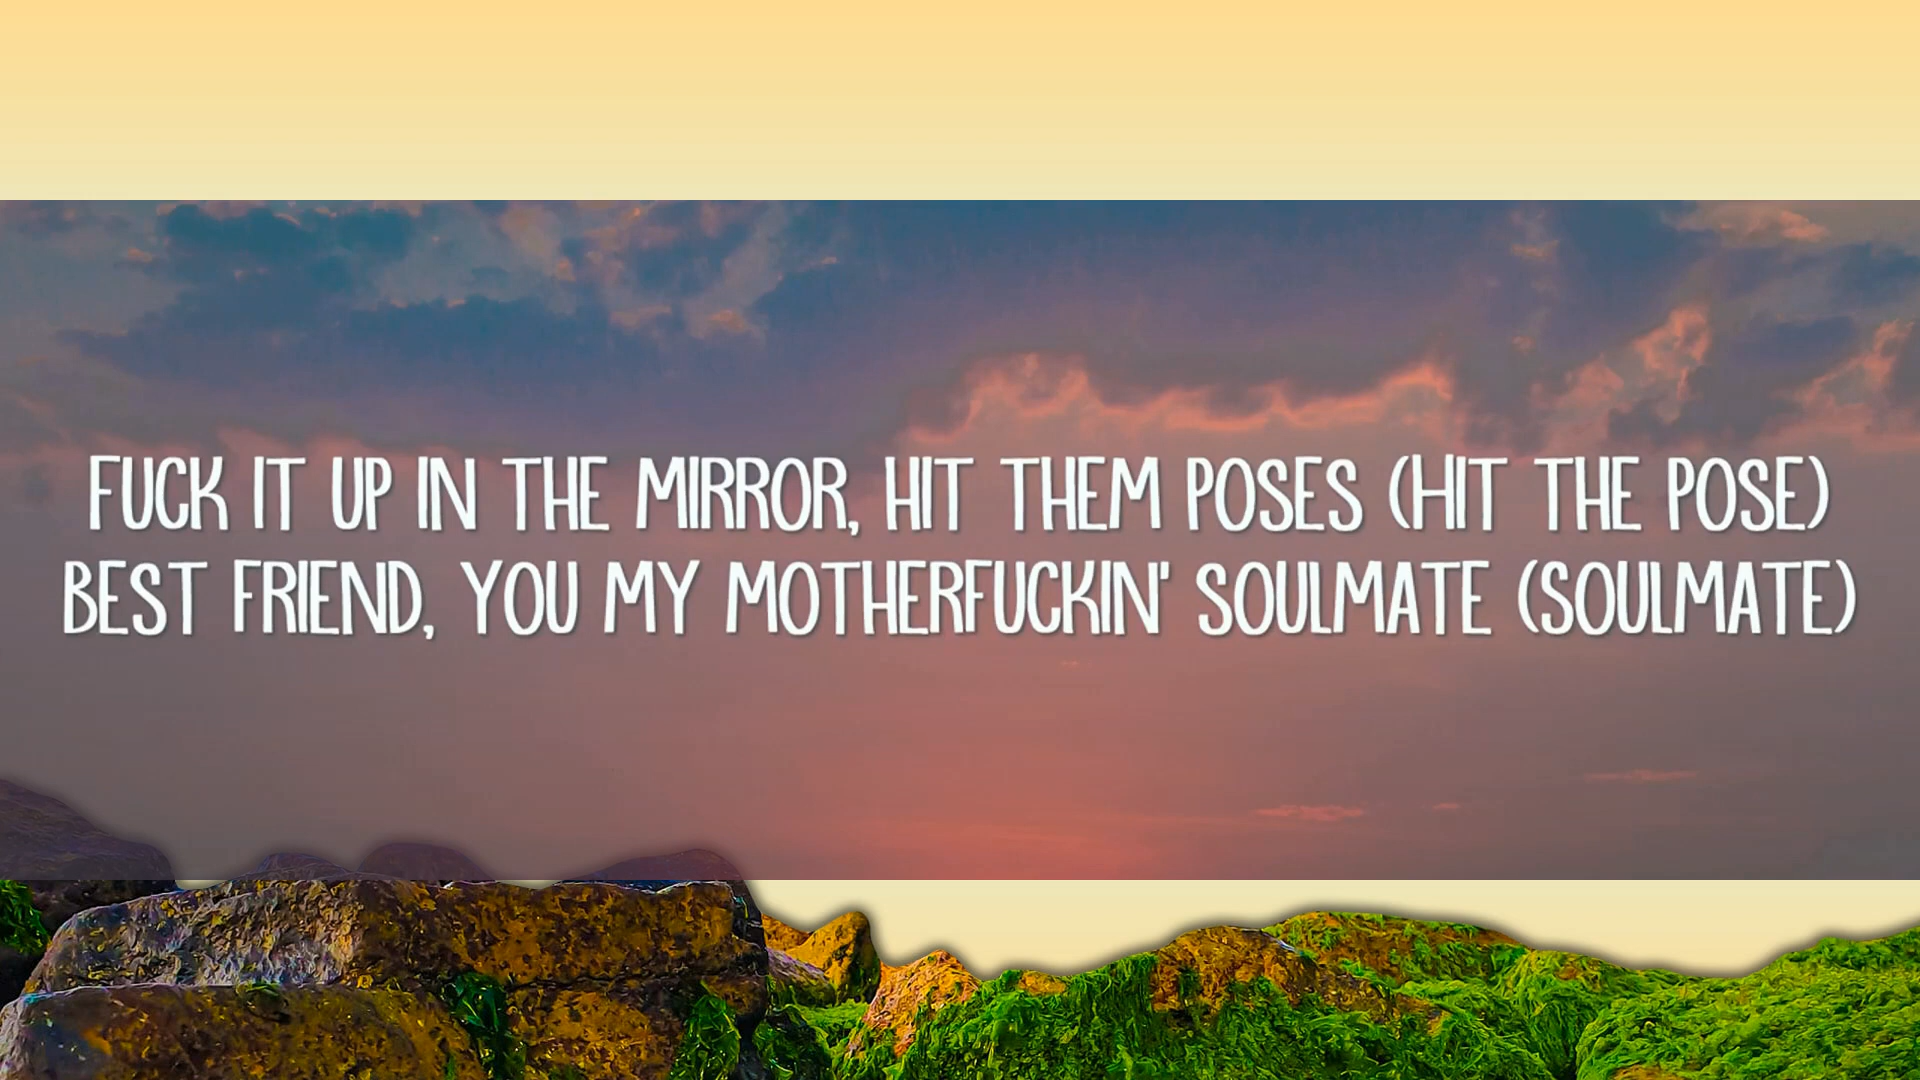 FUCK IT UP IN THE MIRROR, HIT THEM POSES (HIT THE POSE)
BEST FRIEND, YOU MY MOTHERFUCKIN' SOULMATE (SOULMATE)